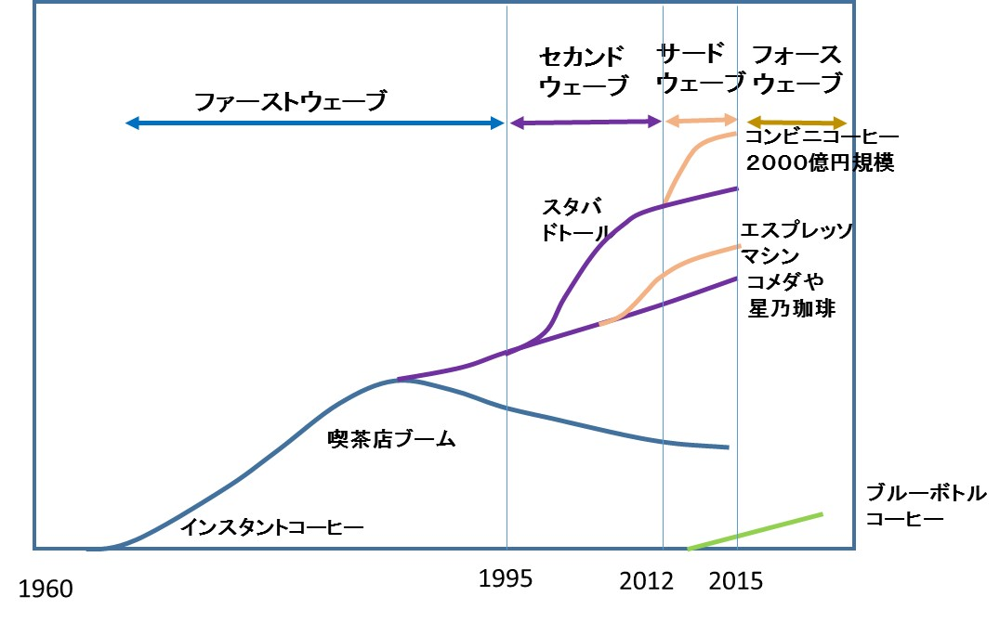 セカンド
ウェーブ
サード
ウェーブ
フォース
ウェーブ
ファーストウェーブ
コンビニコーヒー
2000億円規模
スタバ
ドトール
エスプレッソ
マシン
コメダや
星乃珈琲
喫茶店ブーム
インスタントコーヒー
ブルーボトル
コーヒー
1960
1995
2012
2015